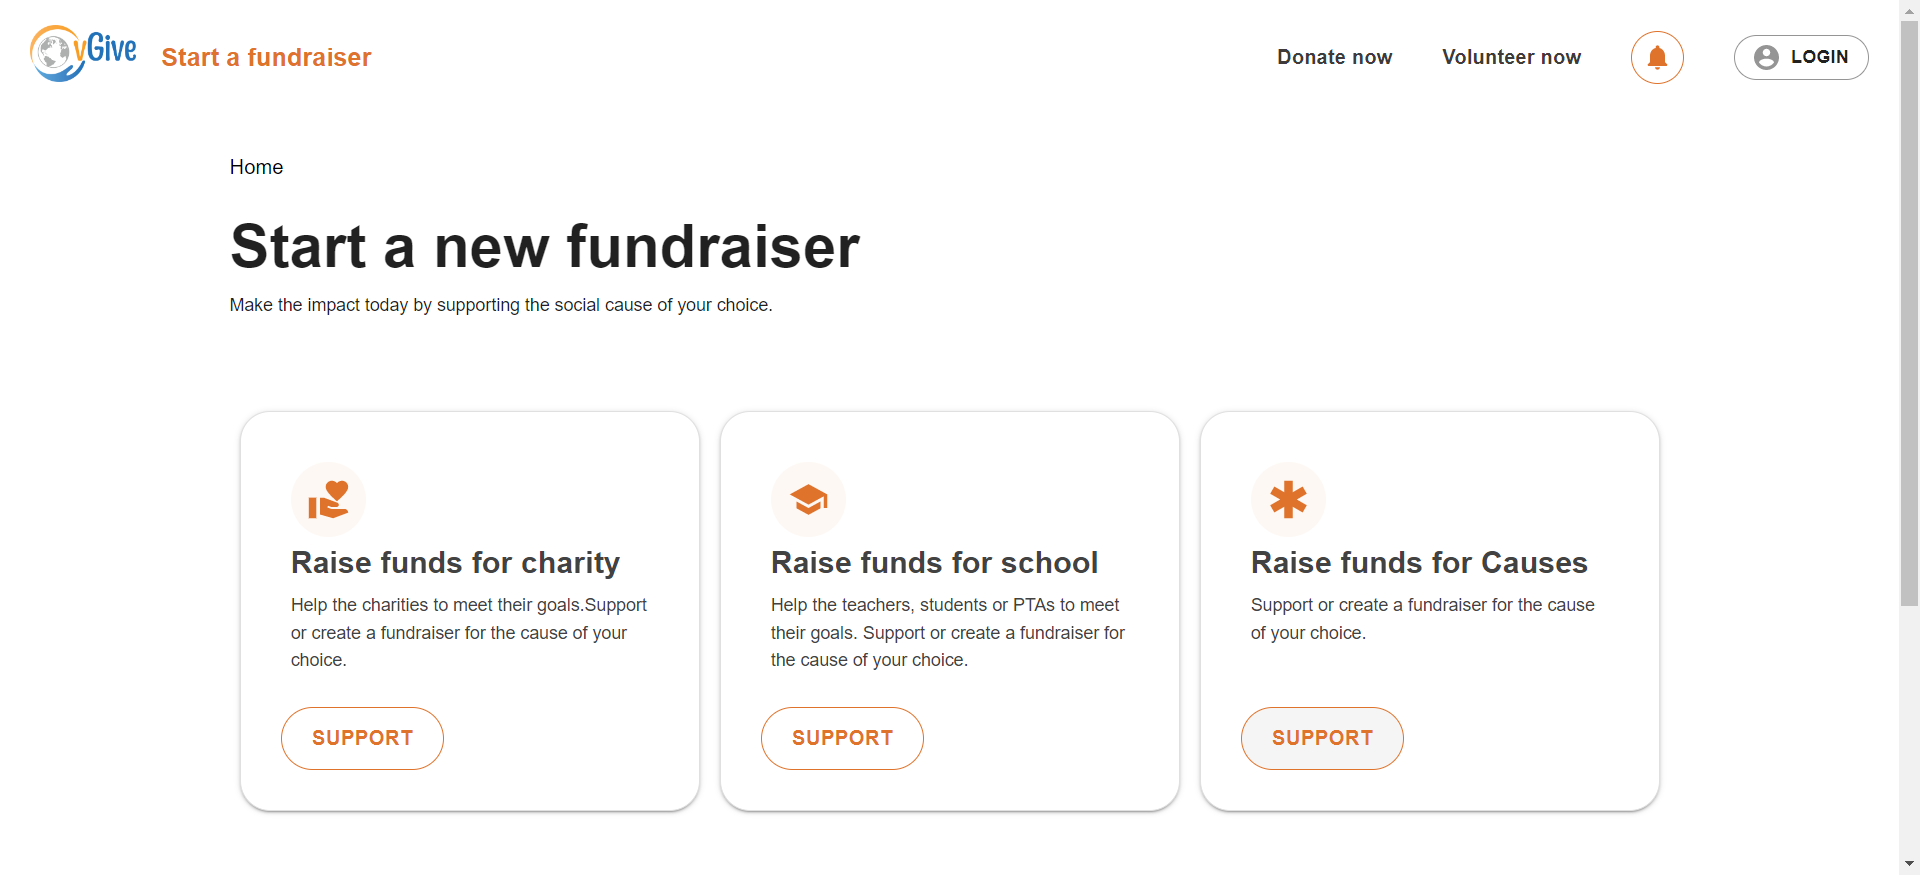 vGive
Start a fundraiser
Donate now
Volunteer now
LOGIN
Home
Start a new fundraiser
Make the impact today by supporting the social cause of your choice.
Raise funds for charity
Help the charities to meet their goals.Support
or create a fundraiser for the cause of your
choice.
SUPPORT
Raise funds for school
Help the teachers, students or PTAs to meet
their goals. Support or create a fundraiser for
the cause of your choice.
SUPPORT
Raise funds for Causes
Support or create a fundraiser for the cause
of your choice.
SUPPORT